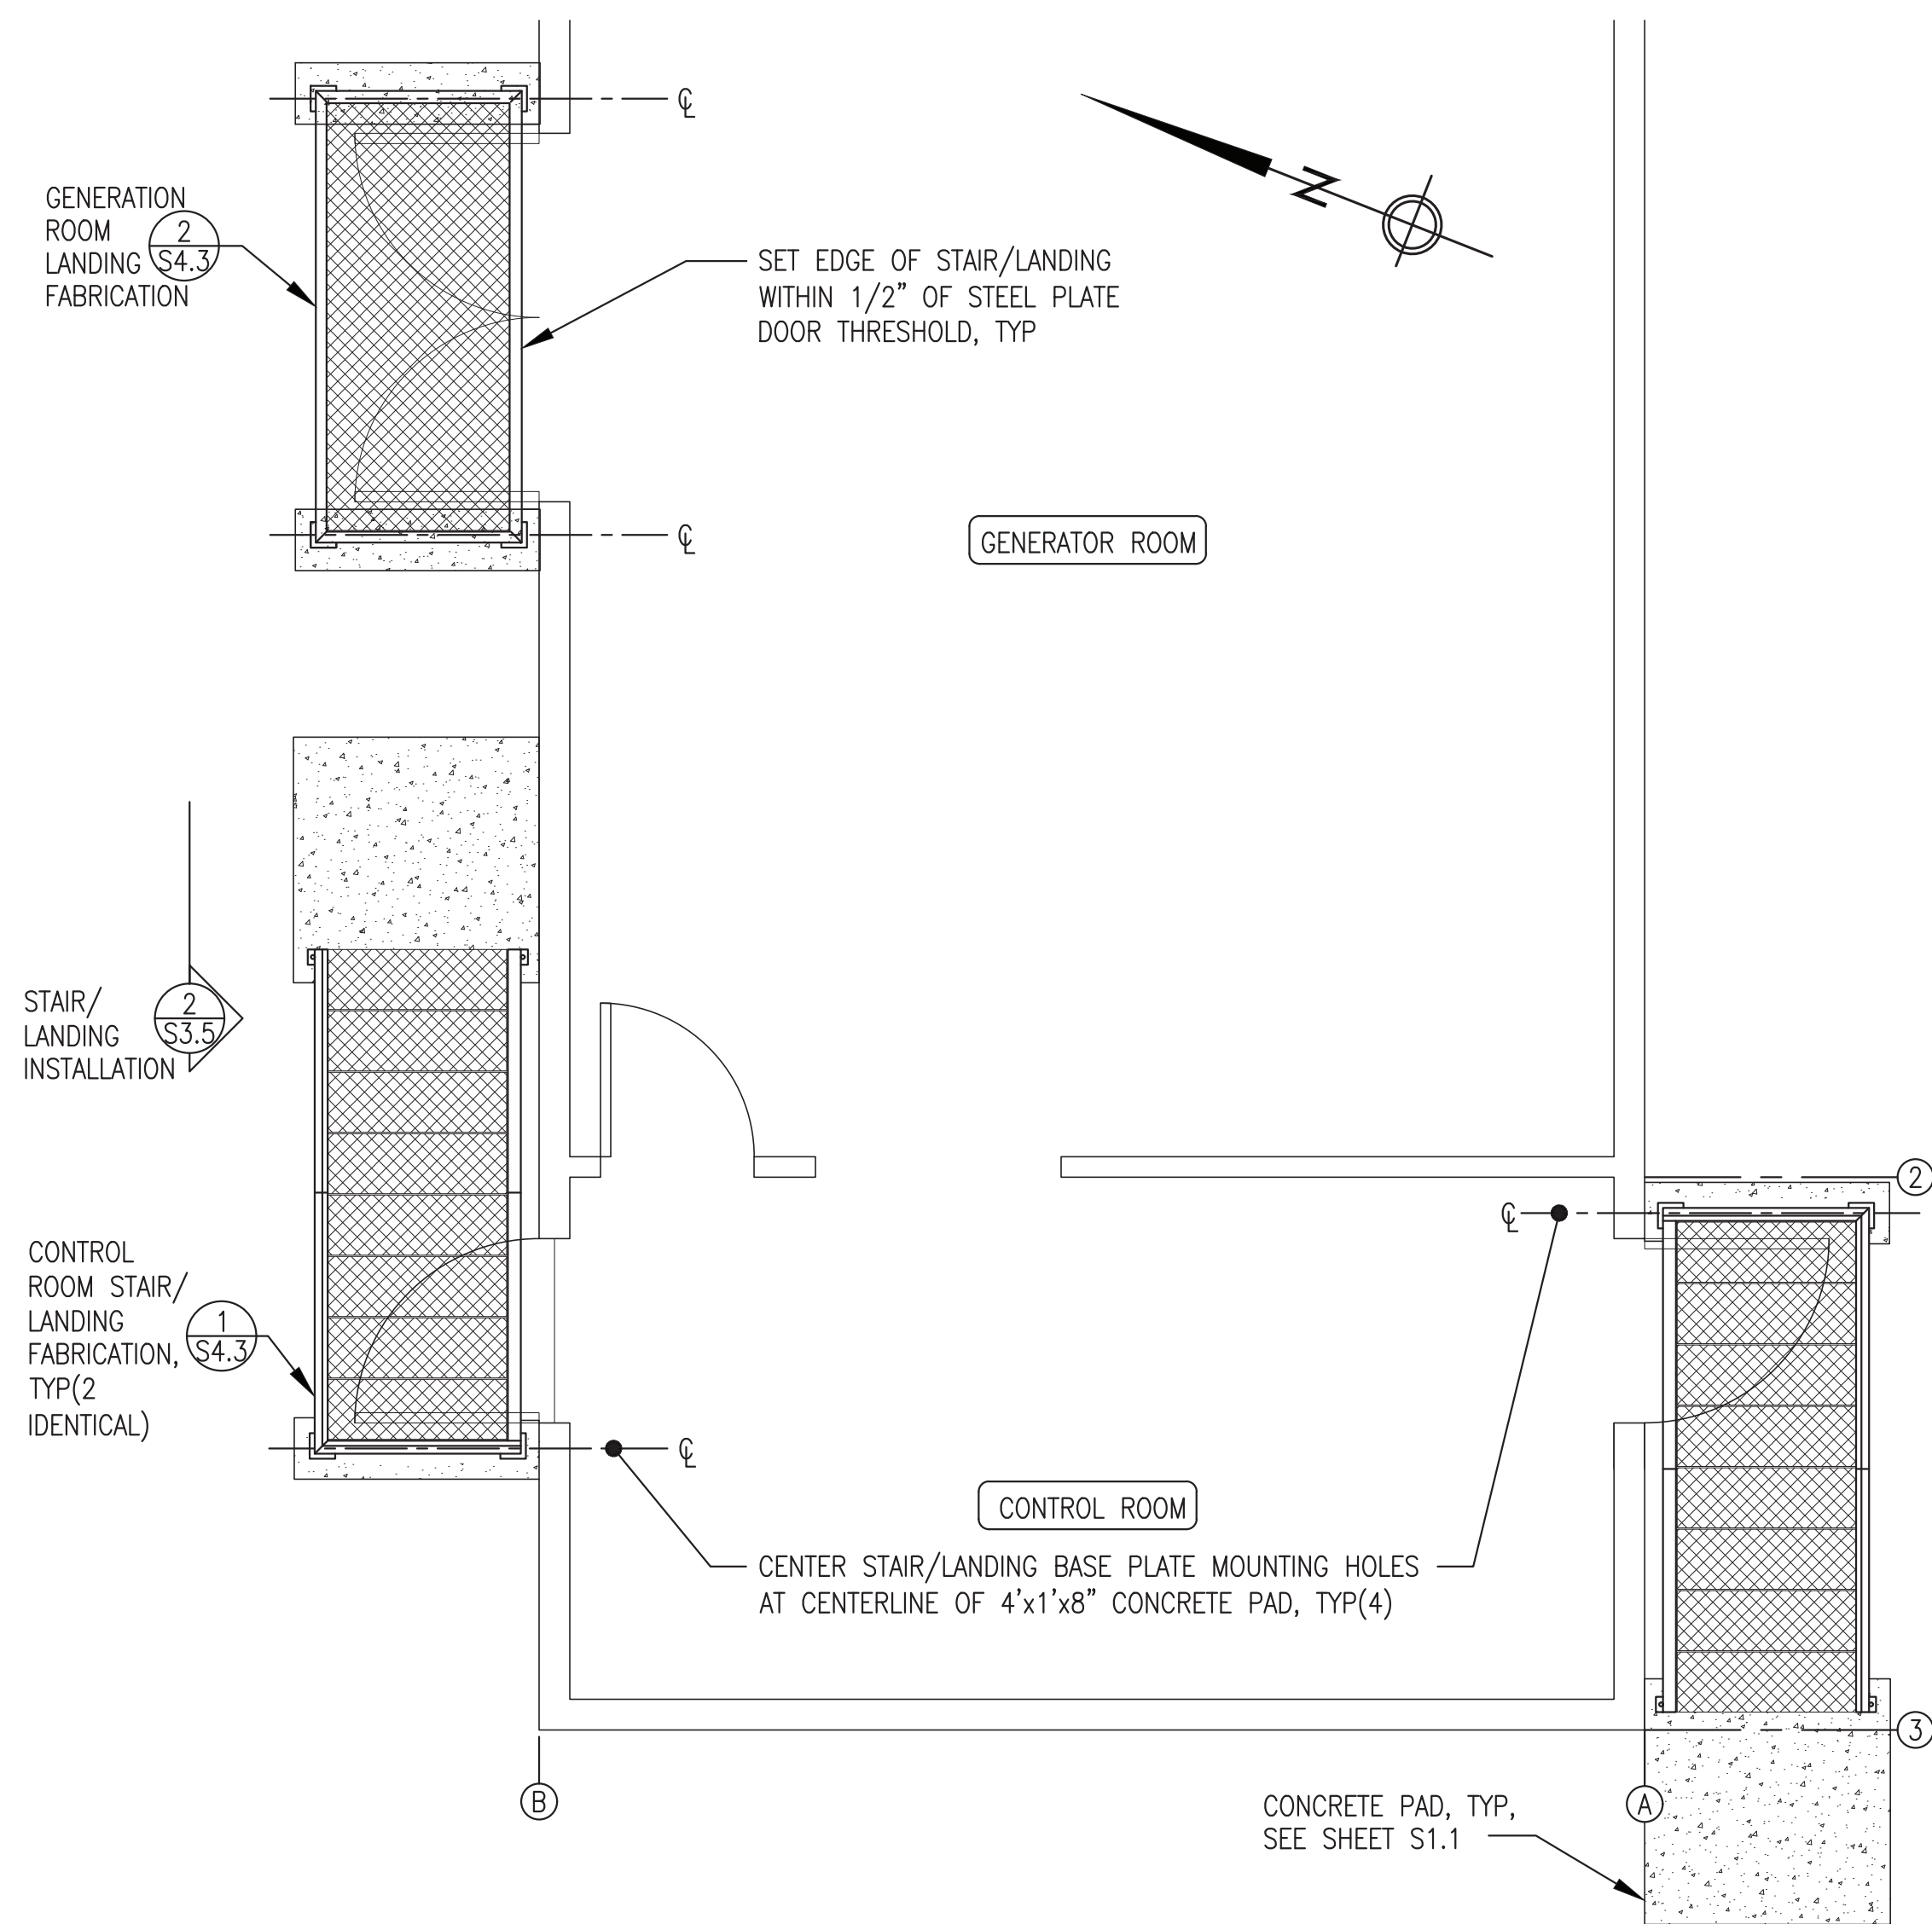 ℄
GENERATION
ROOM
LANDING
FABRICATION
2
S4.3
N
SET EDGE OF STAIR/LANDING
WITHIN 1/2" OF STEEL PLATE
DOOR THRESHOLD, TYP
℄
GENERATOR ROOM
STAIR/
LANDING
INSTALLATION
2
S3.5
2
℄
CONTROL
ROOM STAIR/
LANDING
FABRICATION,
TYP(2
IDENTICAL)
1
S4.3
℄
CONTROL ROOM
CENTER STAIR/LANDING BASE PLATE MOUNTING HOLES
AT CENTERLINE OF 4'x1'x8" CONCRETE PAD, TYP(4)
3
B
A
CONCRETE PAD, TYP,
SEE SHEET S1.1